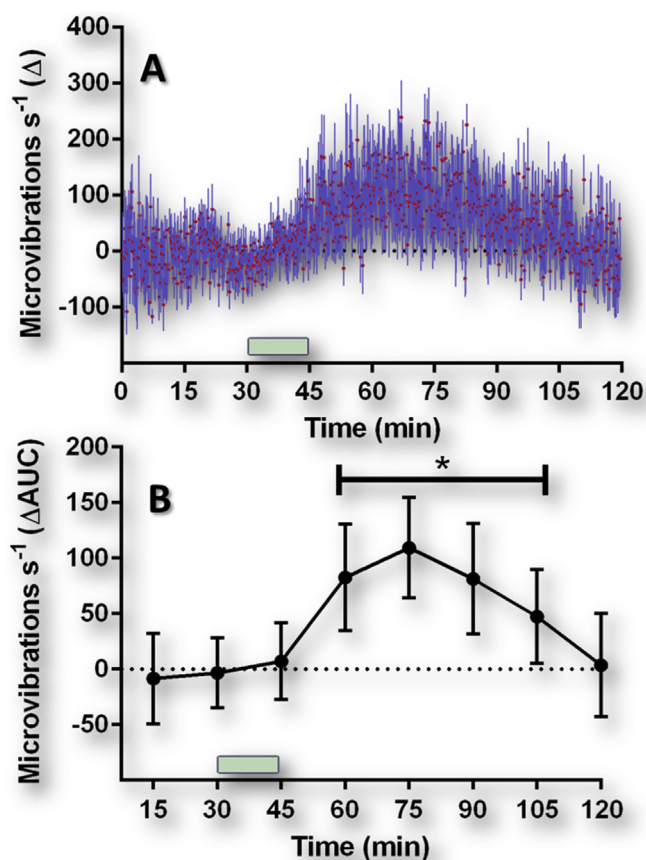 400
A
300
200
100
0
-100
Microvibrations s⁻¹ (Δ)
0 15 30 45 60 75 90 105 120
Time (min)
200
*
150
B
100
50
0
-50
Microvibrations s⁻¹ (ΔAUC)
15 30 45 60 75 90 105 120
Time (min)